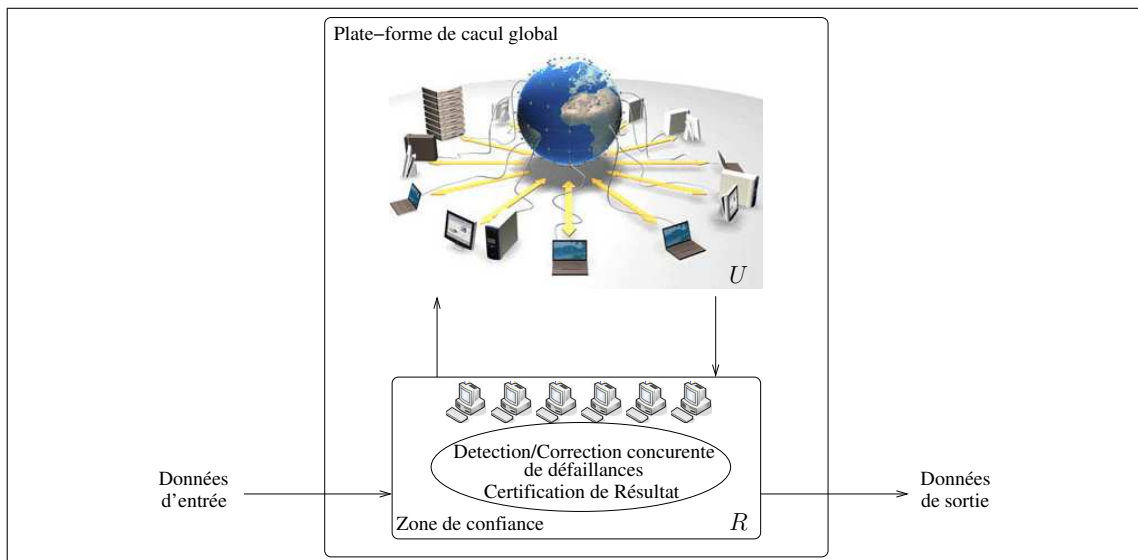 Plate−forme de cacul global
U
Detection/Correction concurente
de défaillances
Certification de Résultat
Données
d'entrée
Données
de sortie
Zone de confiance
R